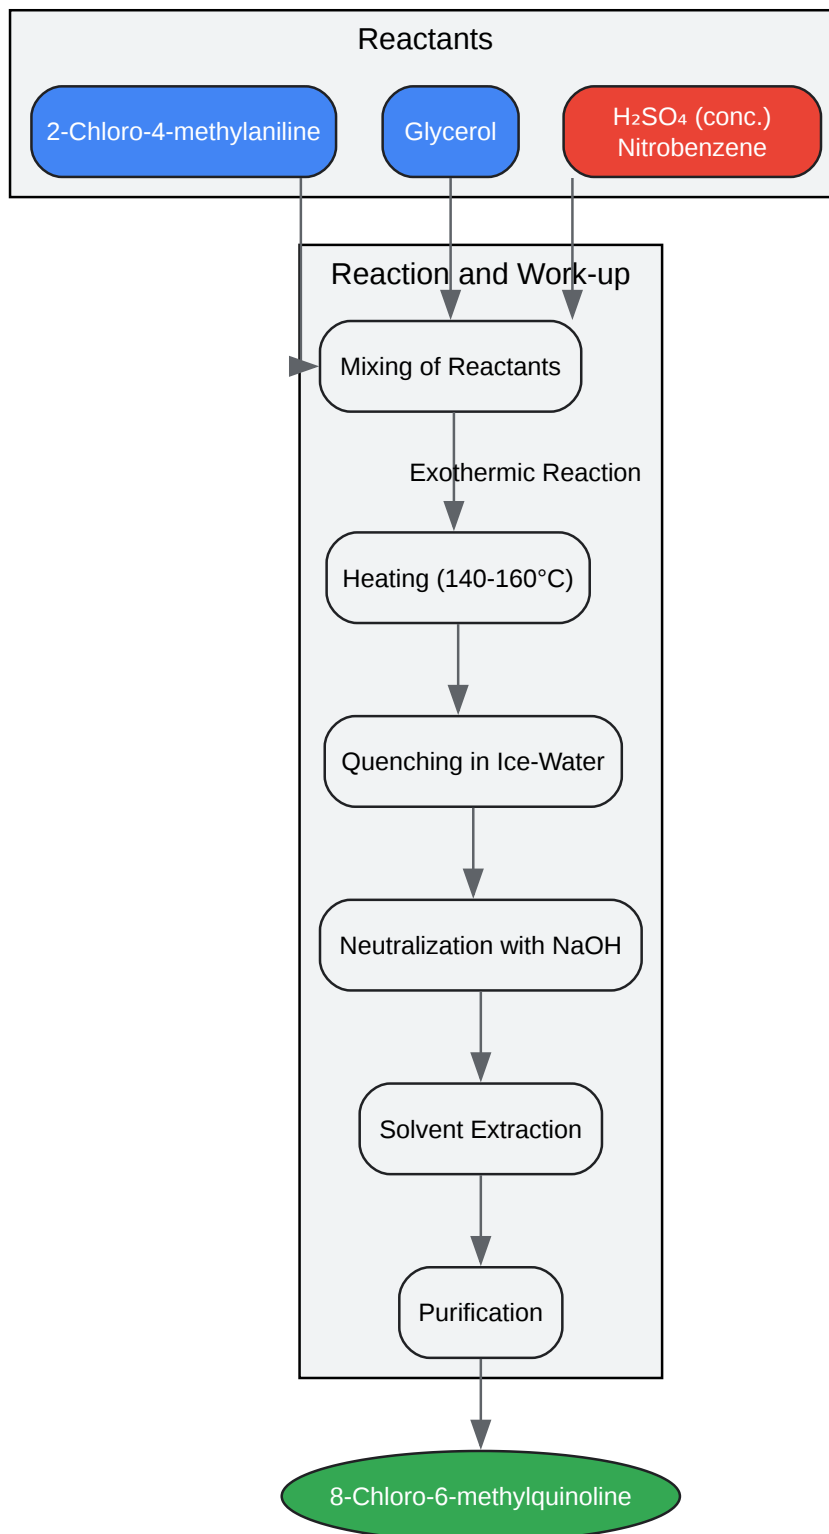 Reactants
2-Chloro-4-methylaniline
Glycerol
H₂SO₄ (conc.)
Nitrobenzene
Reaction and Work-up
Mixing of Reactants
Exothermic Reaction
Heating (140-160°C)
Quenching in Ice-Water
Neutralization with NaOH
Solvent Extraction
Purification
8-Chloro-6-methylquinoline